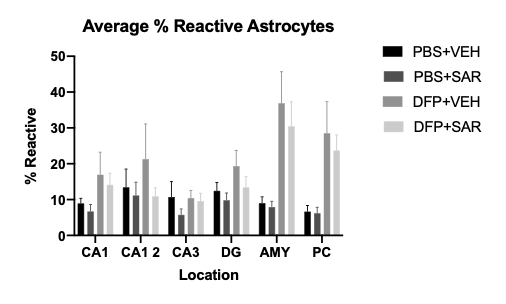 Average % Reactive Astrocytes
50
40
30
20
10
0
% Reactive
CA1 CA1 2 CA3 DG AMY PC
Location
PBS+VEH
PBS+SAR
DFP+VEH
DFP+SAR